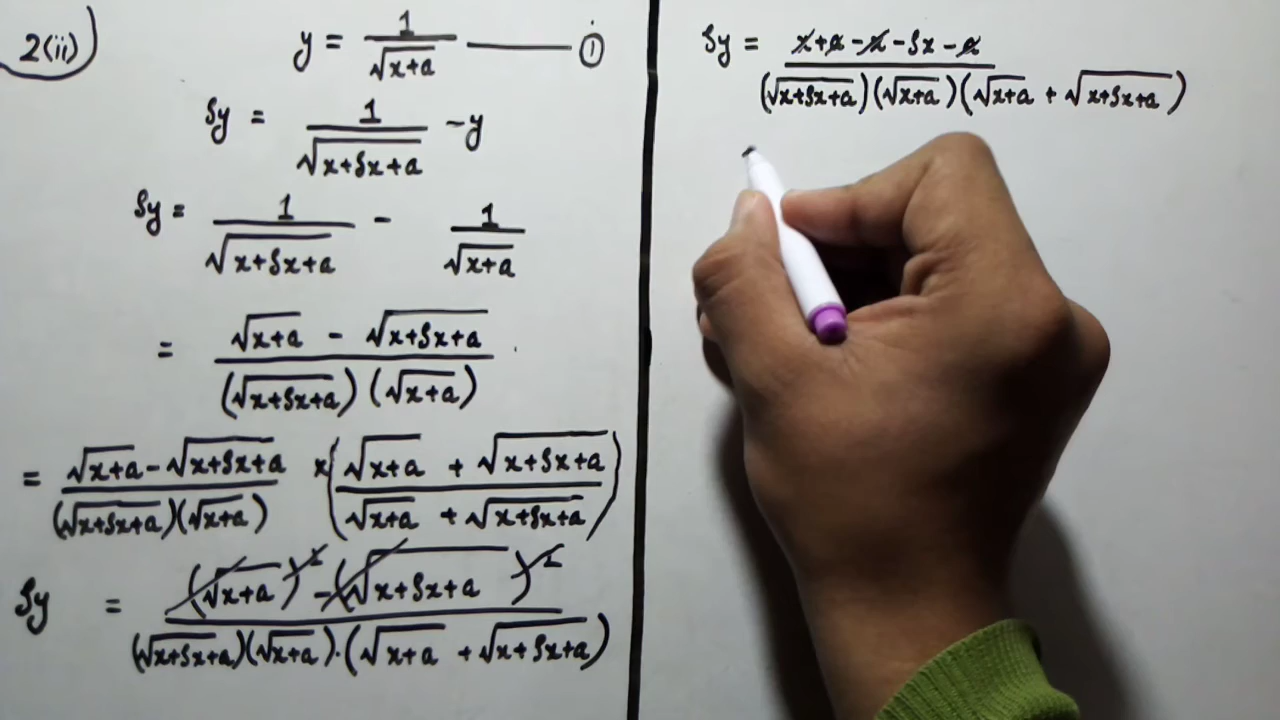 2(ii)
y = 1/√(x+a) ——— ①
δy = 1/√(x+δx+a) - y
δy = 1/√(x+δx+a) - 1/√(x+a)
= (√(x+a) - √(x+δx+a)) / (√(x+δx+a))(√(x+a))
= (√(x+a) - √(x+δx+a)) / (√(x+δx+a))(√(x+a)) × ((√(x+a) + √(x+δx+a)) / (√(x+a) + √(x+δx+a)))
δy = ((√(x+a))² - (√(x+δx+a))²) / (√(x+δx+a))(√(x+a)).(√(x+a) + √(x+δx+a))
δy = (x+a-x-δx-a) / (√(x+δx+a))(√(x+a))(√(x+a) + √(x+δx+a))